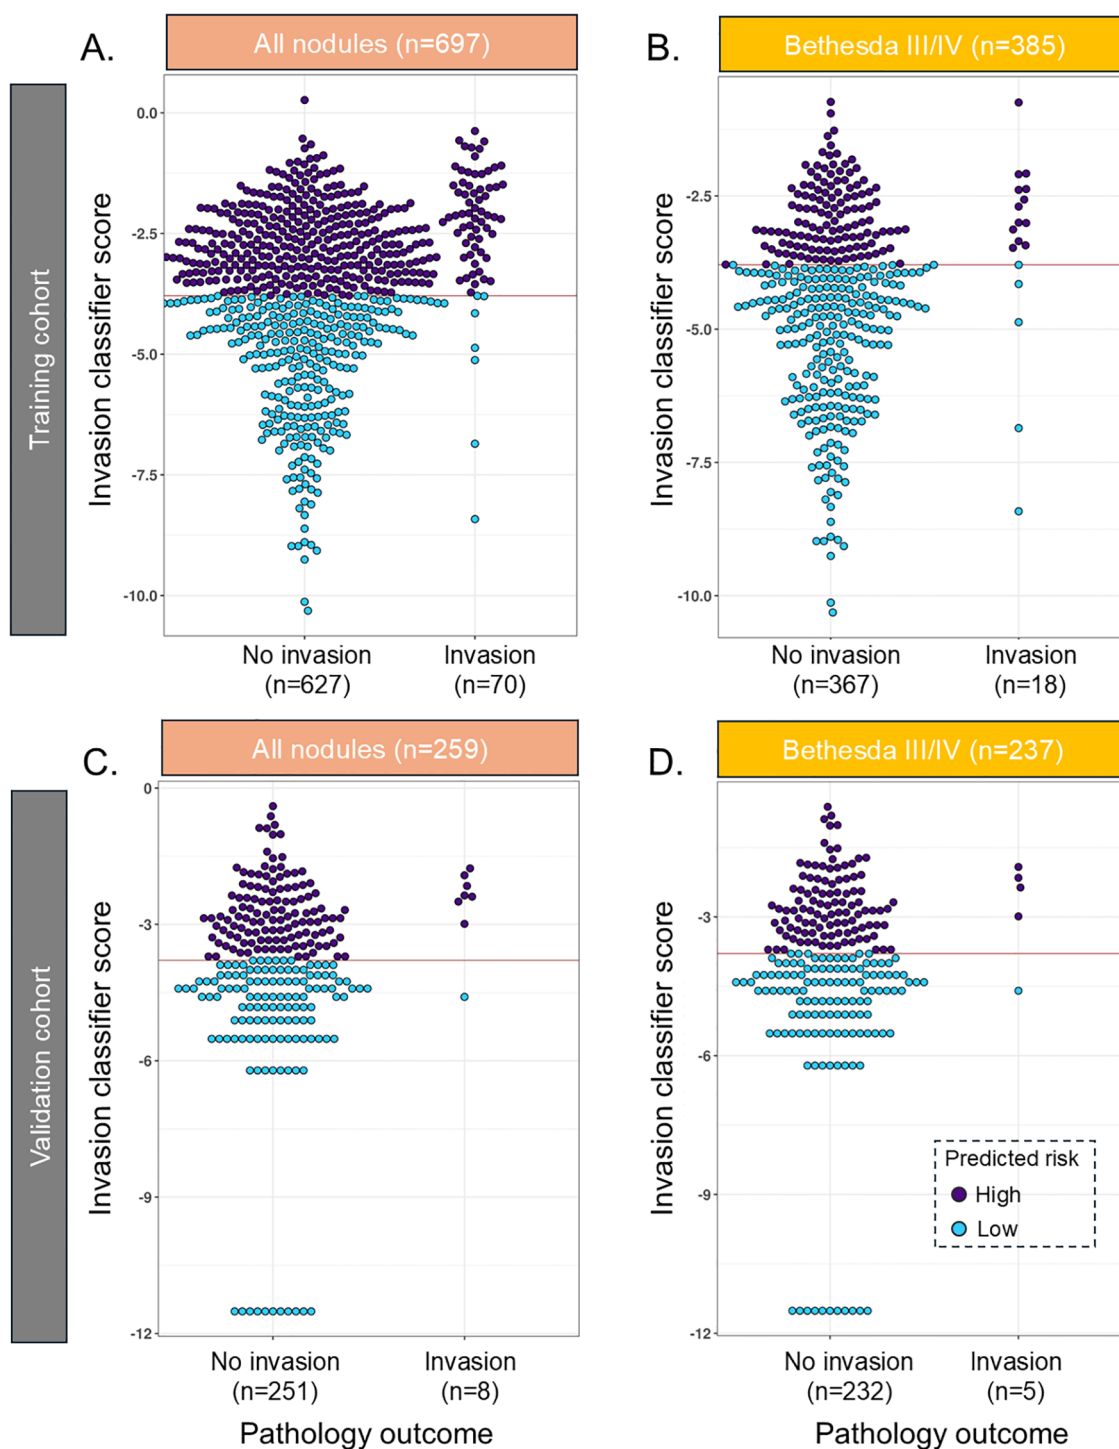 A.
All nodules (n=697)
B.
Bethesda III/IV (n=385)
Training cohort
Invasion classifier score
0.0
-2.5
-5.0
-7.5
-10.0
No invasion
(n=627)
Invasion
(n=70)
Invasion classifier score
-2.5
-5.0
-7.5
-10.0
No invasion
(n=367)
Invasion
(n=18)
C.
All nodules (n=259)
D.
Bethesda III/IV (n=237)
Validation cohort
Invasion classifier score
0
-3
-6
-9
-12
No invasion
(n=251)
Invasion
(n=8)
Pathology outcome
Invasion classifier score
-3
-6
-9
-12
Predicted risk
High
Low
No invasion
(n=232)
Invasion
(n=5)
Pathology outcome